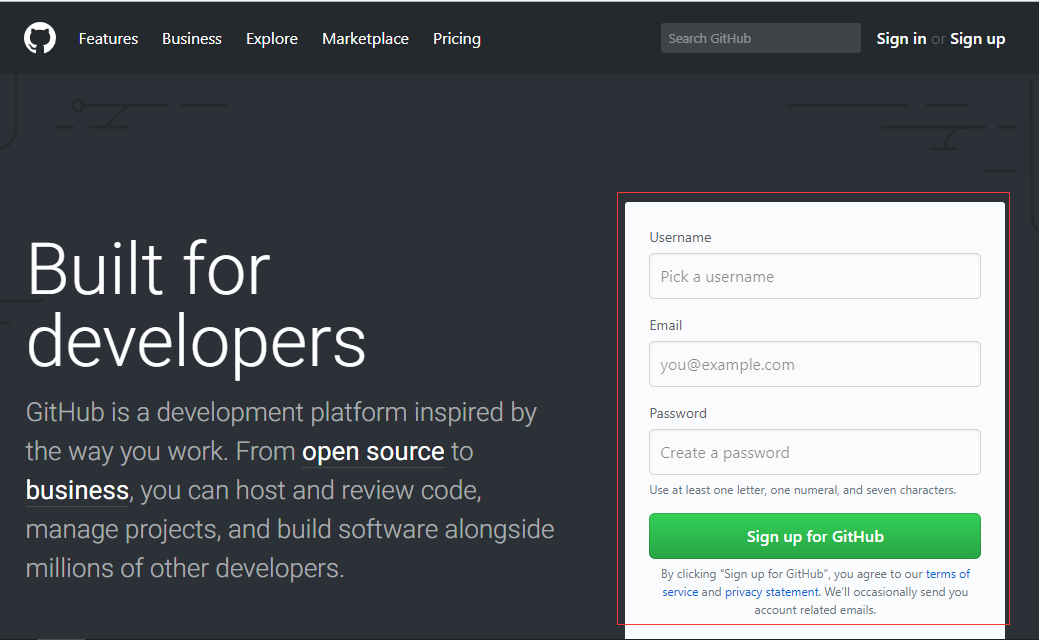 Features Business Explore Marketplace Pricing Search GitHub Sign in or Sign up
Built for
developers
GitHub is a development platform inspired by
the way you work. From open source to
business, you can host and review code,
manage projects, and build software alongside
millions of other developers.
Username
Pick a username
Email
you@example.com
Password
Create a password
Use at least one letter, one numeral, and seven characters.
Sign up for GitHub
By clicking “Sign up for GitHub”, you agree to our terms of
service and privacy statement. We’ll occasionally send you
account related emails.